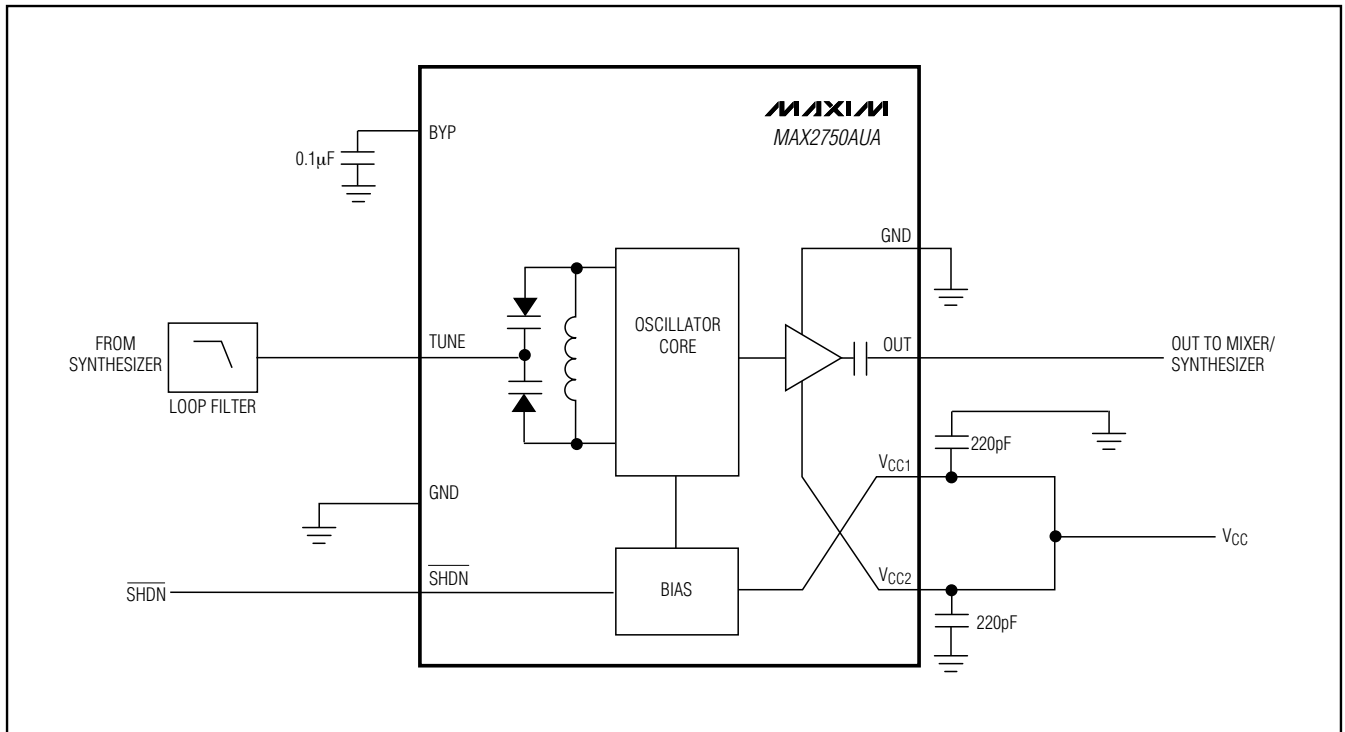 MAXIM
MAX2750AUA
BYP
0.1μF
GND
OSCILLATOR
CORE
FROM
SYNTHESIZER
TUNE
OUT
OUT TO MIXER/
SYNTHESIZER
LOOP FILTER
220pF
VCC1
GND
VCC
SHDN
SHDN
BIAS
VCC2
220pF